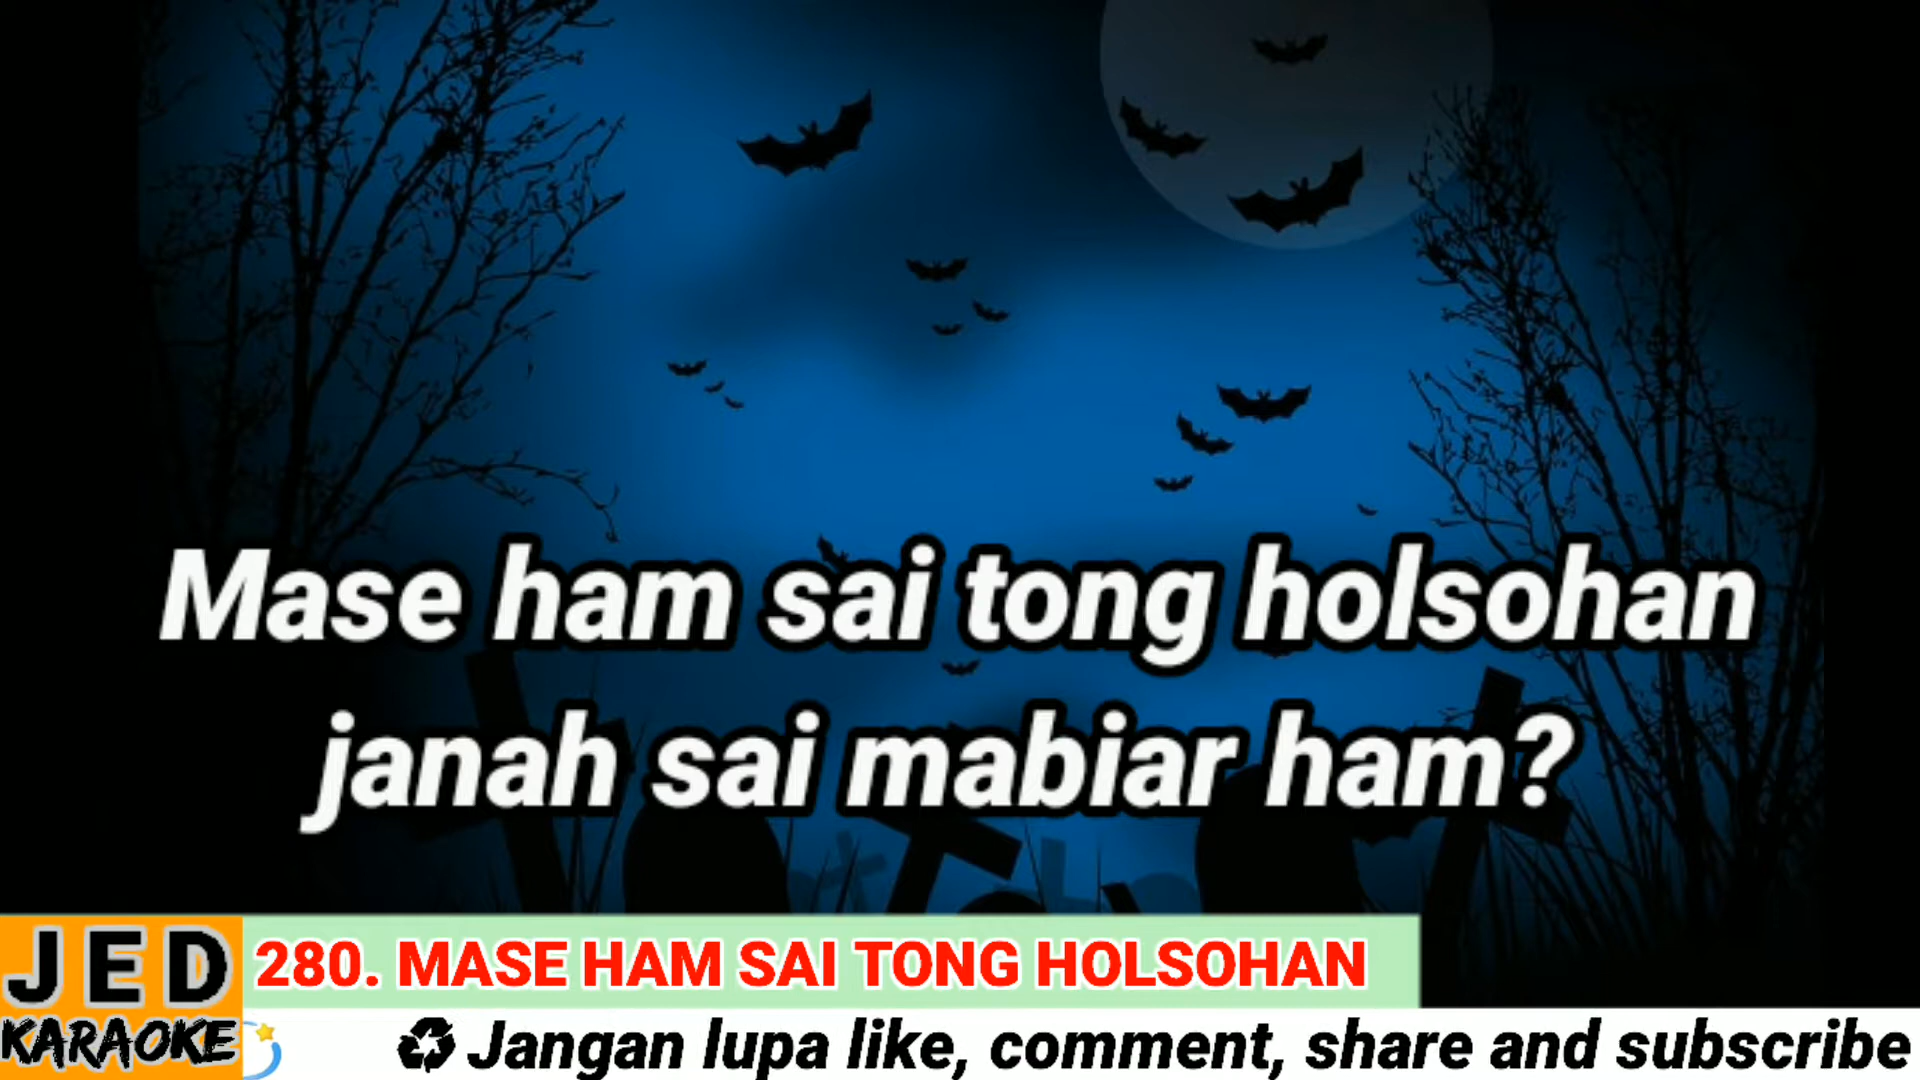 Mase ham sai tong holsohan
janah sai mabiar ham?
JED
KARAOKE
280. MASE HAM SAI TONG HOLSOHAN
Jangan lupa like, comment, share and subscribe